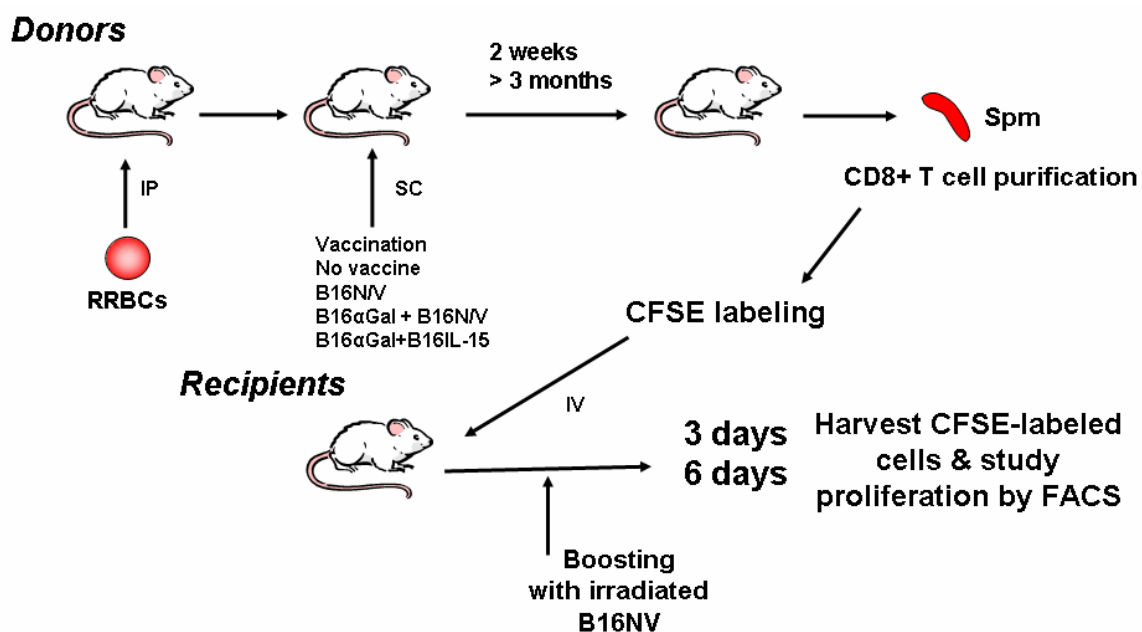 Donors
2 weeks
> 3 months
Spm
CD8+ T cell purification
IP
SC
RRBCs
Vaccination
No vaccine
B16N/V
B16αGal + B16N/V
B16αGal+B16IL-15
CFSE labeling
Recipients
IV
3 days
6 days
Harvest CFSE-labeled
cells & study
proliferation by FACS
Boosting
with irradiated
B16NV